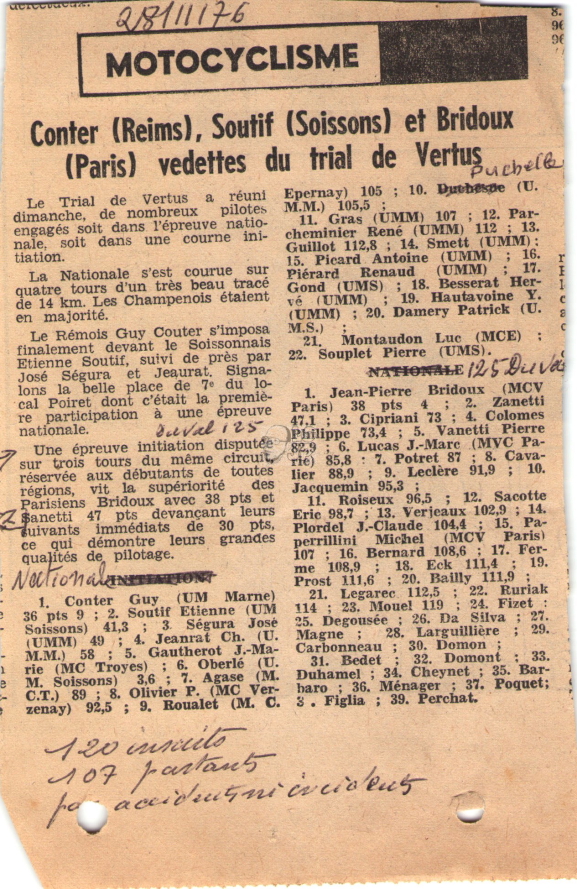 défectueux.
28/11/76
MOTOCYCLISME
Conter (Reims), Soutif (Soissons) et Bridoux
(Paris) vedettes du trial de Vertus
Le Trial de Vertus a réuni
dimanche, de nombreux pilotes
engagés soit dans l'épreuve natio-
nale, soit dans une courne ini-
tiation.
La Nationale s'est courue sur
quatre tours d'un très beau tracé
de 14 km. Les Champenois étaient
en majorité.
Le Rémois Guy Couter s'imposa
finalement devant le Soissonnais
Etienne Soutif, suivi de près par
José Ségura et Jeaurat. Signa-
lons la belle place de 7e du lo-
cal Poiret dont c'était la premiè-
re participation à une épreuve
nationale.
Duval 125
Une épreuve initiation disputée
sur trois tours du même circuit,
réservée aux débutants de toutes
régions, vit la supériorité des
Parisiens Bridoux avec 38 pts et
Sanetti 47 pts devançant leurs
suivants immédiats de 30 pts,
ce qui démontre leurs grandes
qualités de pilotage.
National INITIATION
1. Conter Guy (UM Marne)
36 pts 9 ; 2. Soutif Etienne (UM
Soissons) 41,3 ; 3. Ségura José
(UMM) 49 ; 4. Jeanrat Ch. (U.
M.M.) 58 ; 5. Gautherot J.-Ma-
rie (MC Troyes) ; 6. Oberlé (U.
M. Soissons) 3,6 ; 7. Agase (M.
C.T.) 89 ; 8. Olivier P. (MC Ver-
zenay) 92,5 ; 9. Roualet (M. C.
Puchelle
Epernay) 105 ; 10. Duchesne (U.
M.M.) 105,5 ;
11. Gras (UMM) 107 ; 12. Par-
cheminier René (UMM) 112 ; 13.
Guillot 112,8 ; 14. Smett (UMM) ;
15. Picard Antoine (UMM) ; 16.
Piérard Renaud (UMM) ; 17.
Gond (UMS) ; 18. Besserat Her-
vé (UMM) ; 19. Hautavoine Y.
(UMM) ; 20. Damery Patrick (U.
M.S.) ;
21. Montaudon Luc (MCE) ;
22. Souplet Pierre (UMS).
NATIONALE 125 Duval
1. Jean-Pierre Bridoux (MCV
Paris) 38 pts 4 ; 2. Zanetti
47,1 ; 3. Cipriani 73 ; 4. Colomes
Philippe 73,4 ; 5. Vanetti Pierre
82,9 ; 6. Lucas J.-Marc (MVC Pa-
ris) 85,8 ; 7. Potret 87 ; 8. Cava-
lier 88,9 ; 9. Leclère 91,9 ; 10.
Jacquemin 95,3 ;
11. Roiseux 96,5 ; 12. Sacotte
Eric 98,7 ; 13. Verjeaux 102,9 ; 14.
Plordel J.-Claude 104,4 ; 15. Pa-
perrillini Michel (MCV Paris)
107 ; 16. Bernard 108,6 ; 17. Fer-
me 108,9 ; 18. Eck 111,4 ; 19.
Prost 111,6 ; 20. Bailly 111,9 ;
21. Legarec 112,5 ; 22. Ruriak
114 ; 23. Mouel 119 ; 24. Fizet ;
25. Degousée ; 26. Da Silva ; 27.
Magne ; 28. Larguillière ; 29.
Carbonneau ; 30. Domon ;
31. Bedet ; 32. Domont ; 33.
Duhamel ; 34. Cheynet ; 35. Bar-
baro ; 36. Ménager ; 37. Poquet;
3 . Figlia ; 39. Perchat.
120 inscrits
107 partants
pas accidents ni incidents